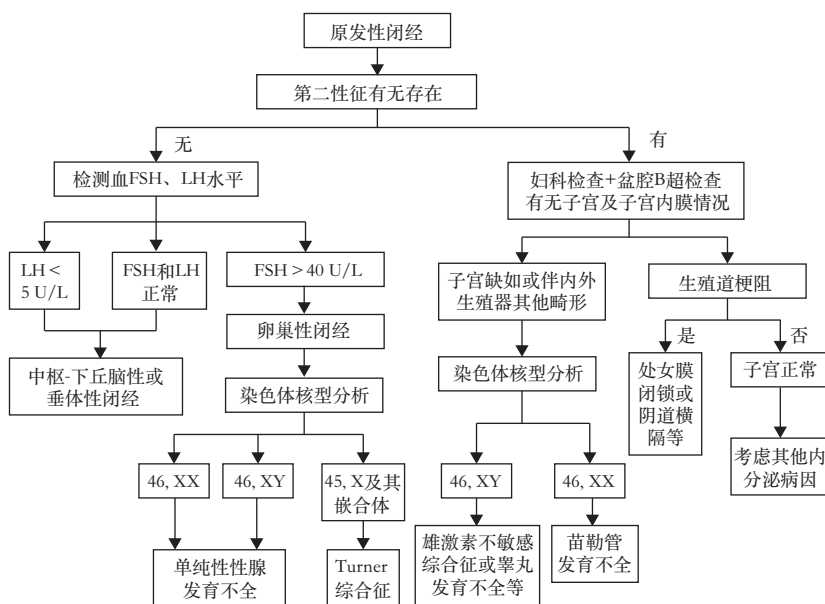 原发性闭经
第二性征有无存在
无
有
检测血FSH、LH水平
妇科检查+盆腔B超检查
有无子宫及子宫内膜情况
LH<
5 U/L
FSH和LH
正常
FSH>40 U/L
子宫缺如或伴内外
生殖器其他畸形
生殖道梗阻
卵巢性闭经
是
否
中枢-下丘脑性或
垂体性闭经
染色体核型分析
染色体核型分析
处女膜
闭锁或
阴道横
隔等
子宫正常
46, XX
46, XY
45, X及其
嵌合体
46, XY
46, XX
考虑其他内
分泌病因
单纯性性腺
发育不全
Turner
综合征
雄激素不敏感
综合征或睾丸
发育不全等
苗勒管
发育不全